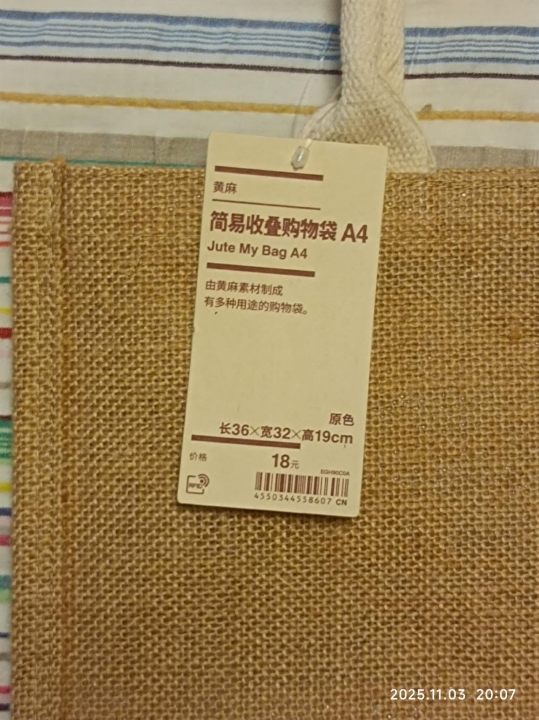 黄麻
简易收叠购物袋 A4
Jute My Bag A4
由黄麻素材制成
有多种用途的购物袋。
原色
长36×宽32×高19cm
价格 18元
RFID
4550344558607 CN
2025.11.03 20:07